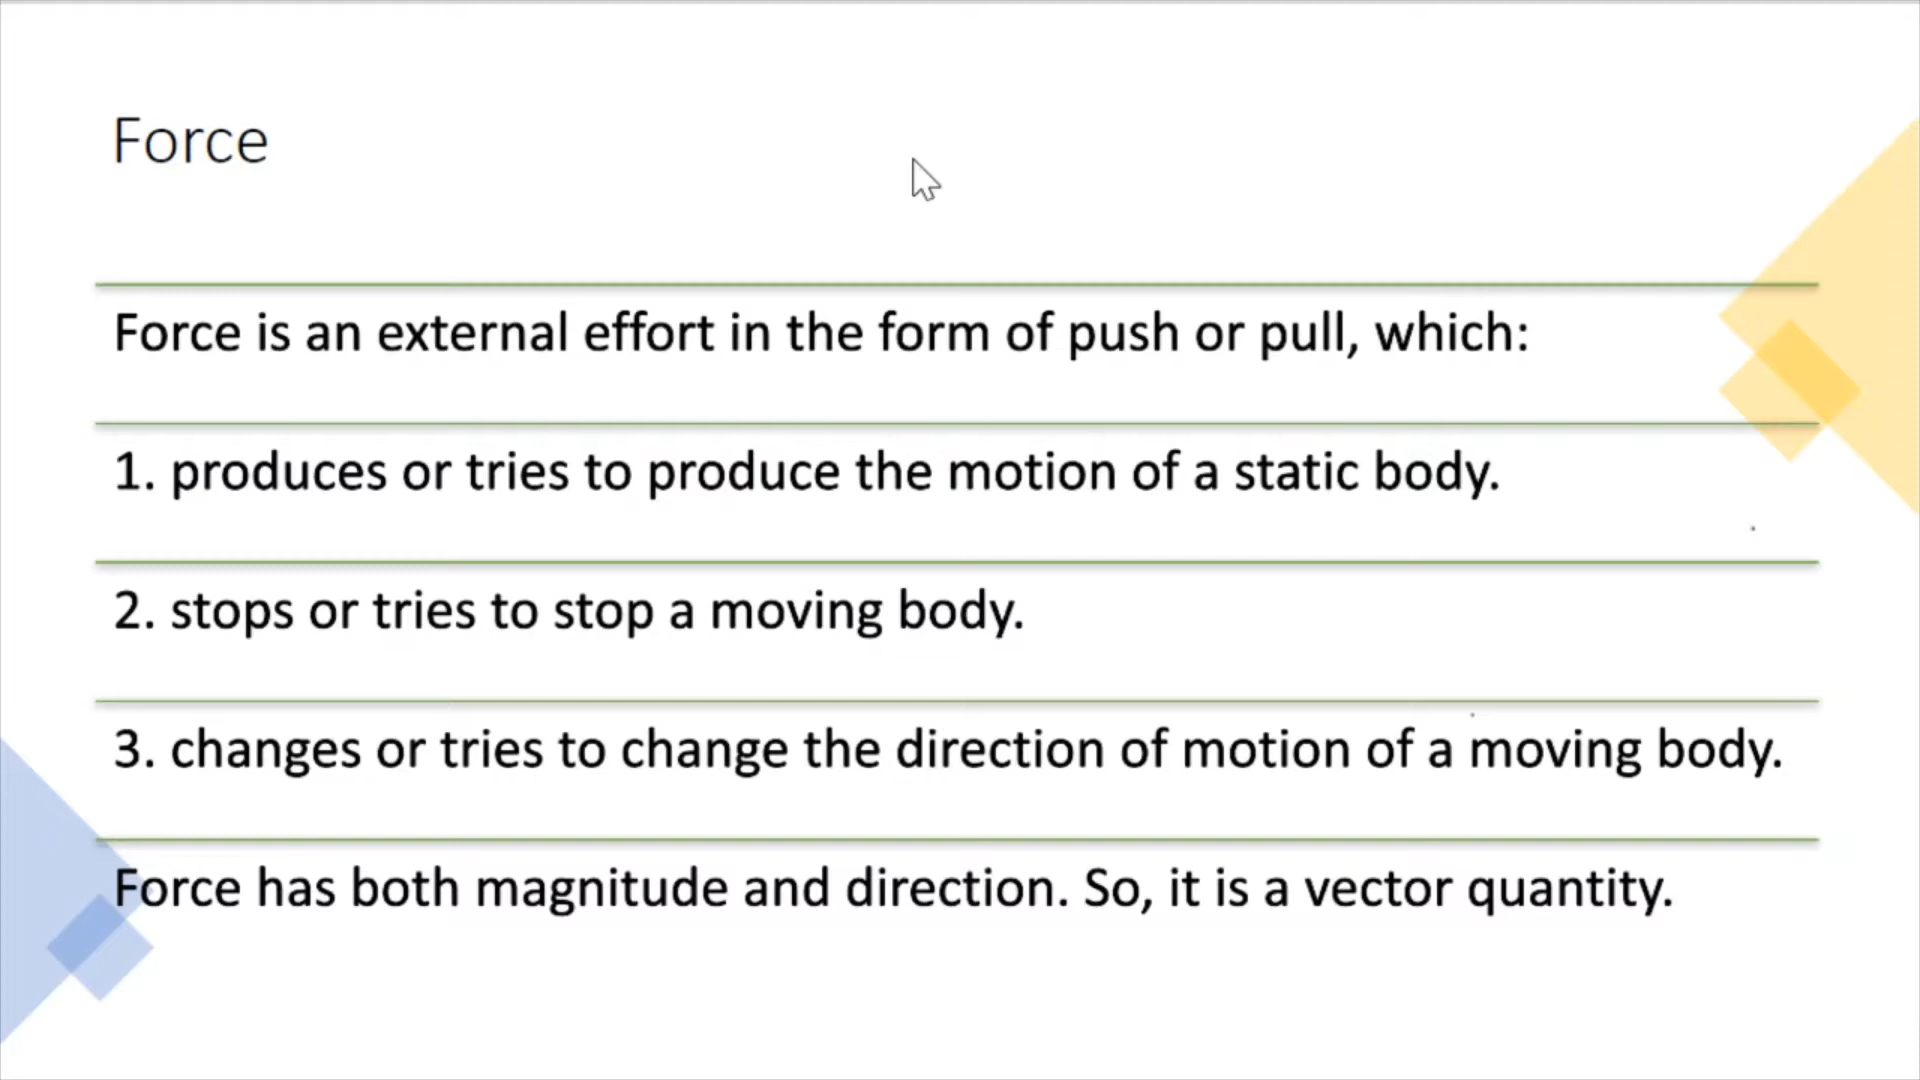 Force
Force is an external effort in the form of push or pull, which:
1. produces or tries to produce the motion of a static body.
2. stops or tries to stop a moving body.
3. changes or tries to change the direction of motion of a moving body.
Force has both magnitude and direction. So, it is a vector quantity.